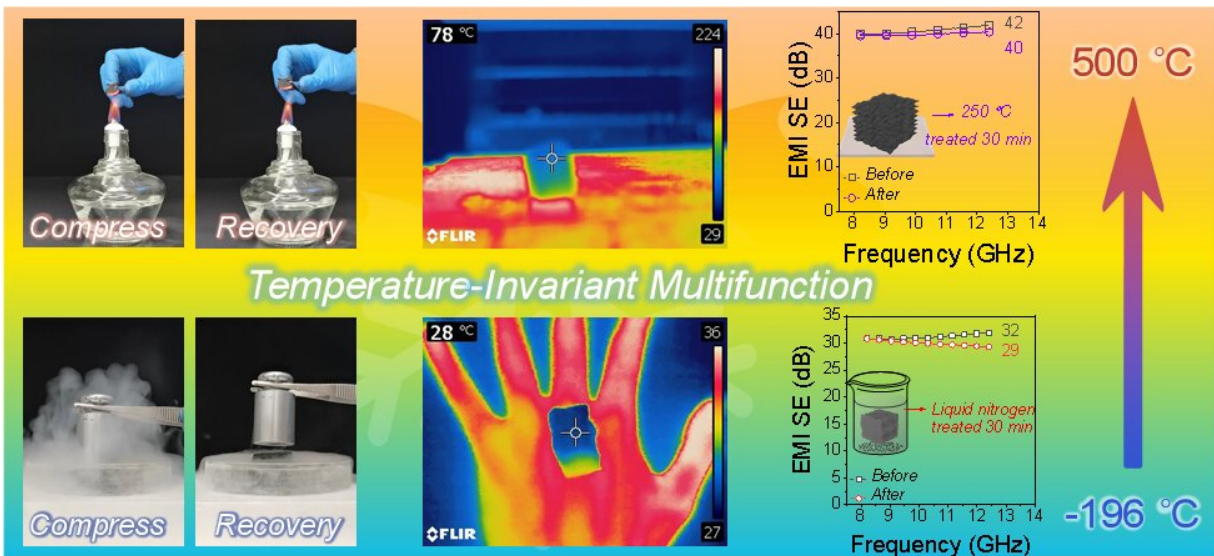 Compress
Recovery
78 °C
224
29
FLIR
EMI SE (dB)
40
30
20
10
0
42
40
250 °C
treated 30 min
Before
After
8 9 10 11 12 13 14
Frequency (GHz)
500 °C
Temperature-Invariant Multifunction
Compress
Recovery
28 °C
36
27
FLIR
EMI SE (dB)
35
30
25
20
15
10
5
0
32
29
Liquid nitrogen
treated 30 min
Before
After
8 9 10 11 12 13 14
Frequency (GHz)
-196 °C